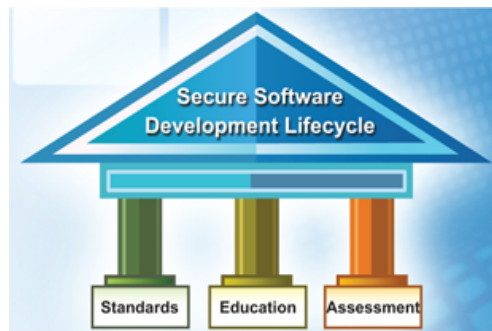 Secure Software
Development Lifecycle
Standards
Education
Assessment